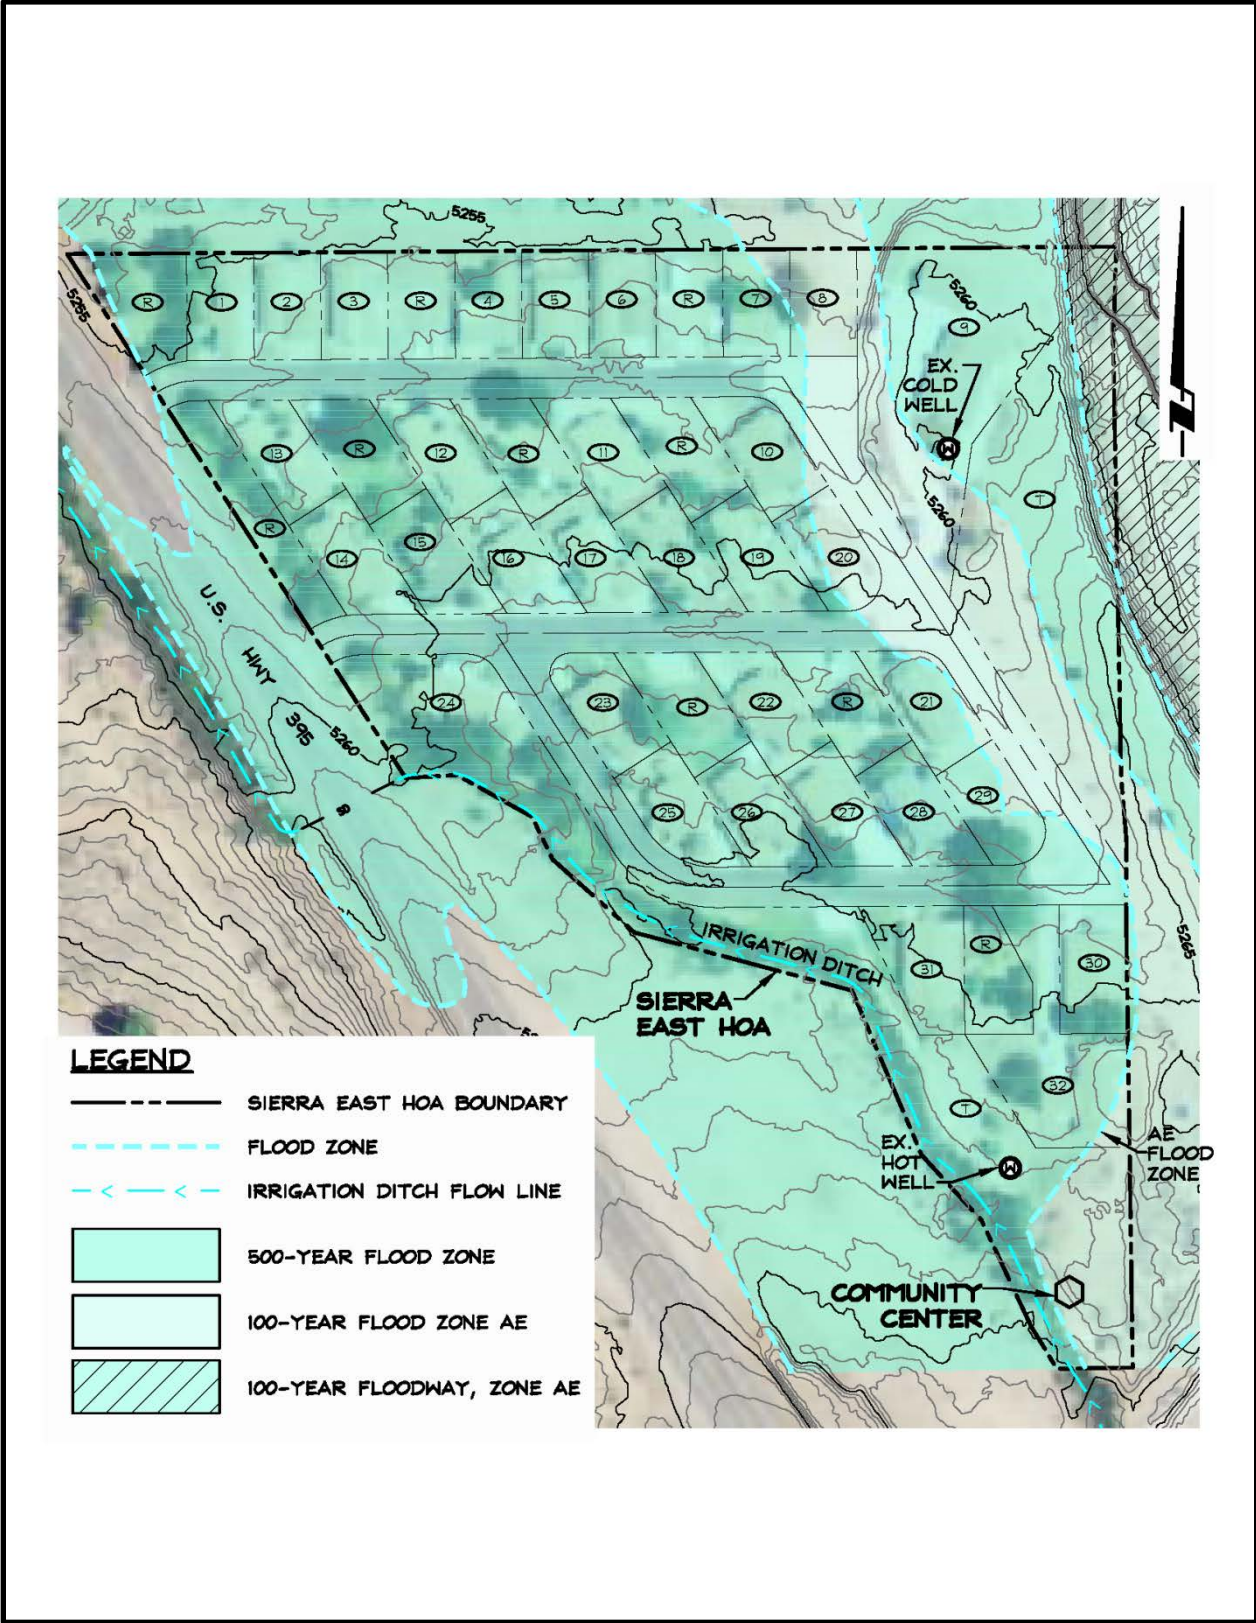 5255
5285
R
1
2
3
R
4
5
6
R
7
8
5260
9
EX.
COLD
WELL
W
13
R
12
R
11
R
10
5260
T
R
14
15
16
17
18
19
20
U.S.
HWY
395
5260
24
23
R
22
R
21
25
26
27
28
29
IRRIGATION DITCH
31
R
30
5265
SIERRA
EAST HOA
LEGEND
SIERRA EAST HOA BOUNDARY
FLOOD ZONE
IRRIGATION DITCH FLOW LINE
500-YEAR FLOOD ZONE
100-YEAR FLOOD ZONE AE
100-YEAR FLOODWAY, ZONE AE
32
T
EX.
HOT
WELL
W
AE
FLOOD
ZONE
COMMUNITY
CENTER